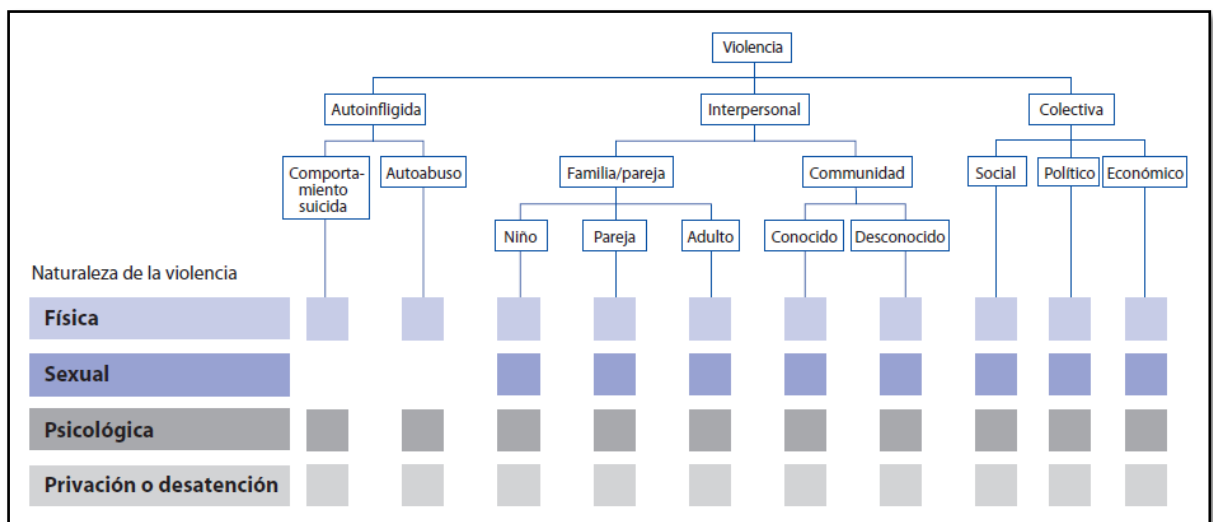 Violencia
Autoinfligida
Interpersonal
Colectiva
Comporta-
miento
suicida
Autoabuso
Familia/pareja
Communidad
Social
Político
Económico
Niño
Pareja
Adulto
Conocido
Desconocido
Naturaleza de la violencia
Física
Sexual
Psicológica
Privación o desatención